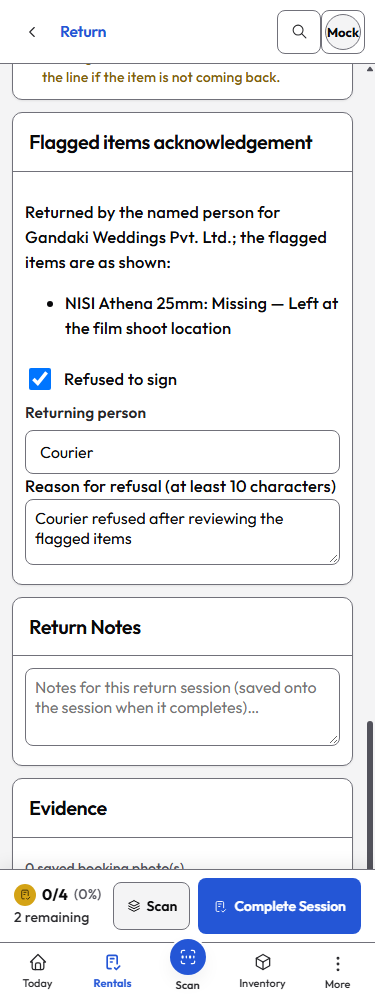 Return
Mock
the line if the item is not coming back.
Flagged items acknowledgement
Returned by the named person for
Gandaki Weddings Pvt. Ltd.; the flagged
items are as shown:
• NISI Athena 25mm: Missing — Left at
the film shoot location
Refused to sign
Returning person
Courier
Reason for refusal (at least 10 characters)
Courier refused after reviewing the
flagged items
Return Notes
Notes for this return session (saved onto
the session when it completes)…
Evidence
0 saved booking photo(s)
0/4 (0%)
2 remaining
Scan
Complete Session
Today
Rentals
Scan
Inventory
More